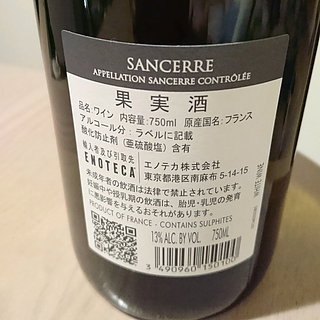 SANCERRE
APPELLATION SANCERRE CONTRÔLÉE
果実酒
品名:ワイン 内容量:750ml 原産国名:フランス
アルコール分:ラベルに記載
酸化防止剤(亜硫酸塩)含有
輸入者及び引取先 エノテカ株式会社
ENOTECA 東京都港区南麻布 5-14-15
未成年者の飲酒は法律で禁止されています。
妊娠中や授乳期の飲酒は、胎児・乳児の発育
に悪影響を与えるおそれがあります。
PRODUCT OF FRANCE - CONTAINS SULPHITES
13% ALC. BY VOL. 750ML
3 490960 150100